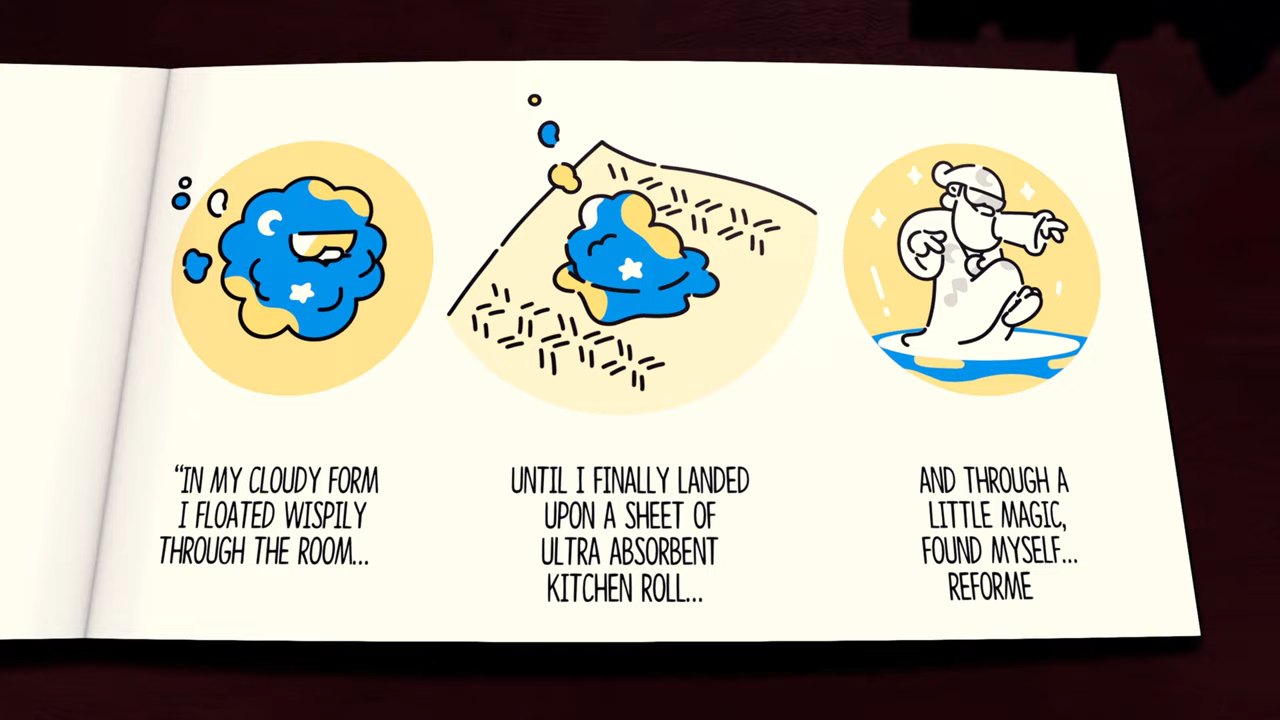 “IN MY CLOUDY FORM
I FLOATED WISPILY
THROUGH THE ROOM...
UNTIL I FINALLY LANDED
UPON A SHEET OF
ULTRA ABSORBENT
KITCHEN ROLL...
AND THROUGH A
LITTLE MAGIC,
FOUND MYSELF...
REFORME